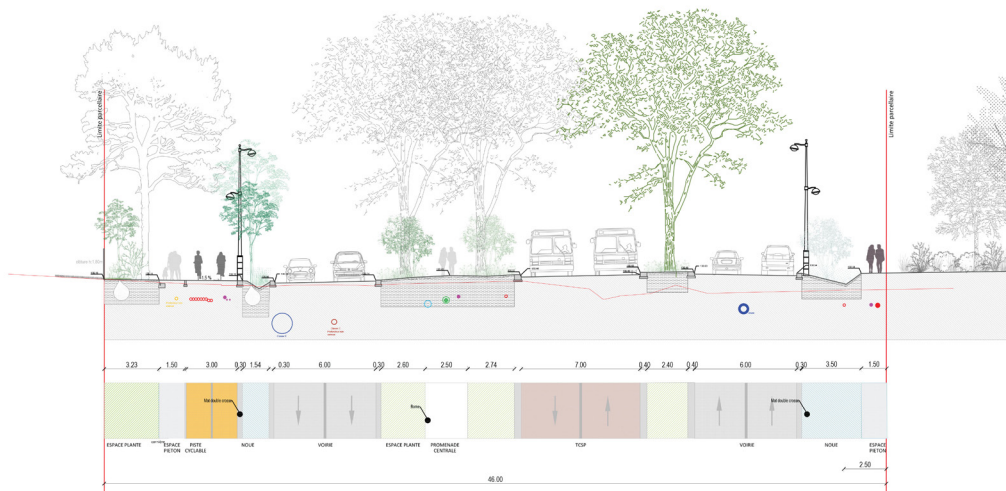 Limite parcellaire
Limite parcellaire
3.23 1.50 3.00 0.30 1.54 0.30 6.00 0.30 2.60 2.50 2.74 7.00 0.40 2.40 0.40 6.00 0.30 3.50 1.50
Mat double crosse
Borne
Mat double crosse
ESPACE PLANTE
ESPACE
PIETON
PISTE
CYCLABLE
NOUE
VOIRIE
ESPACE PLANTE
PROMENADE
CENTRALE
TCSP
VOIRIE
NOUE
ESPACE
PIETON
2.50
46.00